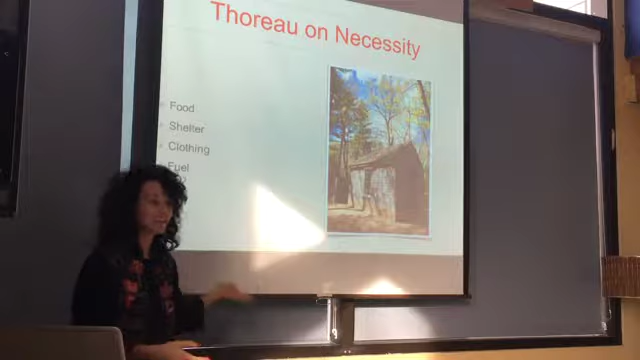 Thoreau on Necessity
Food
Shelter
Clothing
Fuel